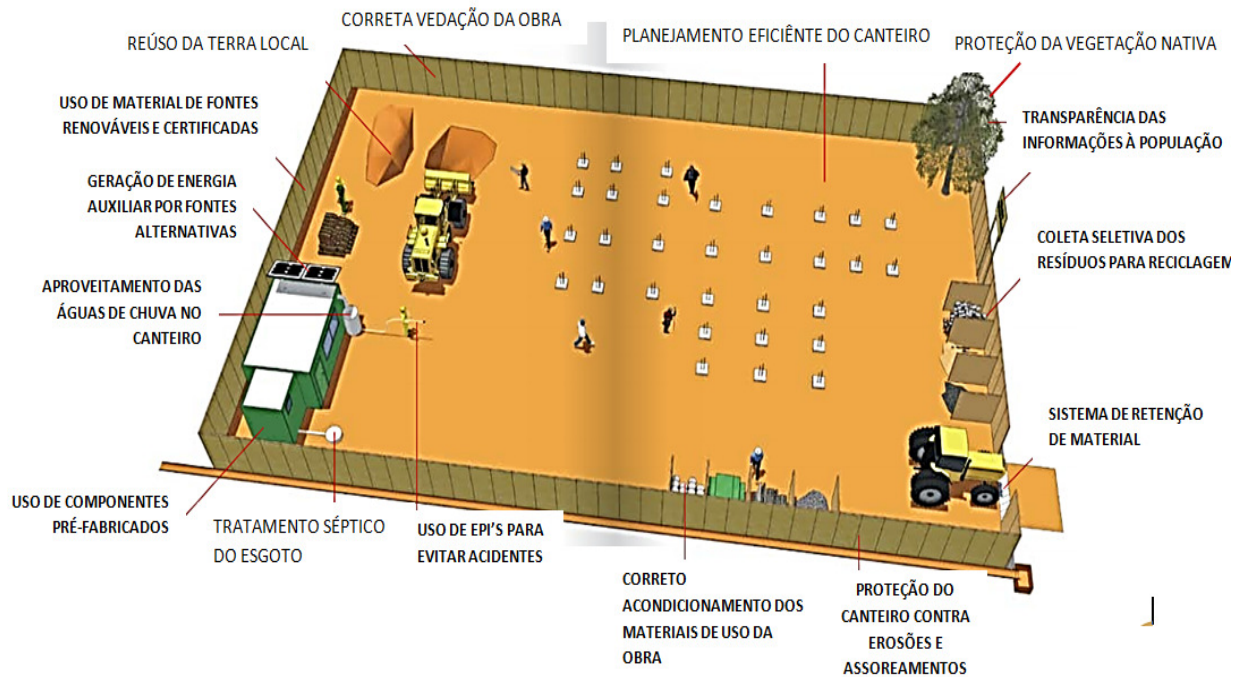 CORRETA VEDAÇÃO DA OBRA
REÚSO DA TERRA LOCAL
PLANEJAMENTO EFICIÊNTE DO CANTEIRO
PROTEÇÃO DA VEGETAÇÃO NATIVA
USO DE MATERIAL DE FONTES
RENOVÁVEIS E CERTIFICADAS
TRANSPARÊNCIA DAS
INFORMAÇÕES À POPULAÇÃO
GERAÇÃO DE ENERGIA
AUXILIAR POR FONTES
ALTERNATIVAS
COLETA SELETIVA DOS
RESÍDUOS PARA RECICLAGEM
APROVEITAMENTO DAS
ÁGUAS DE CHUVA NO
CANTEIRO
SISTEMA DE RETENÇÃO
DE MATERIAL
USO DE COMPONENTES
PRÉ-FABRICADOS
TRATAMENTO SÉPTICO
DO ESGOTO
USO DE EPI'S PARA
EVITAR ACIDENTES
CORRETO
ACONDICIONAMENTO DOS
MATERIAIS DE USO DA
OBRA
PROTEÇÃO DO
CANTEIRO CONTRA
EROSÕES E
ASSOREAMENTOS